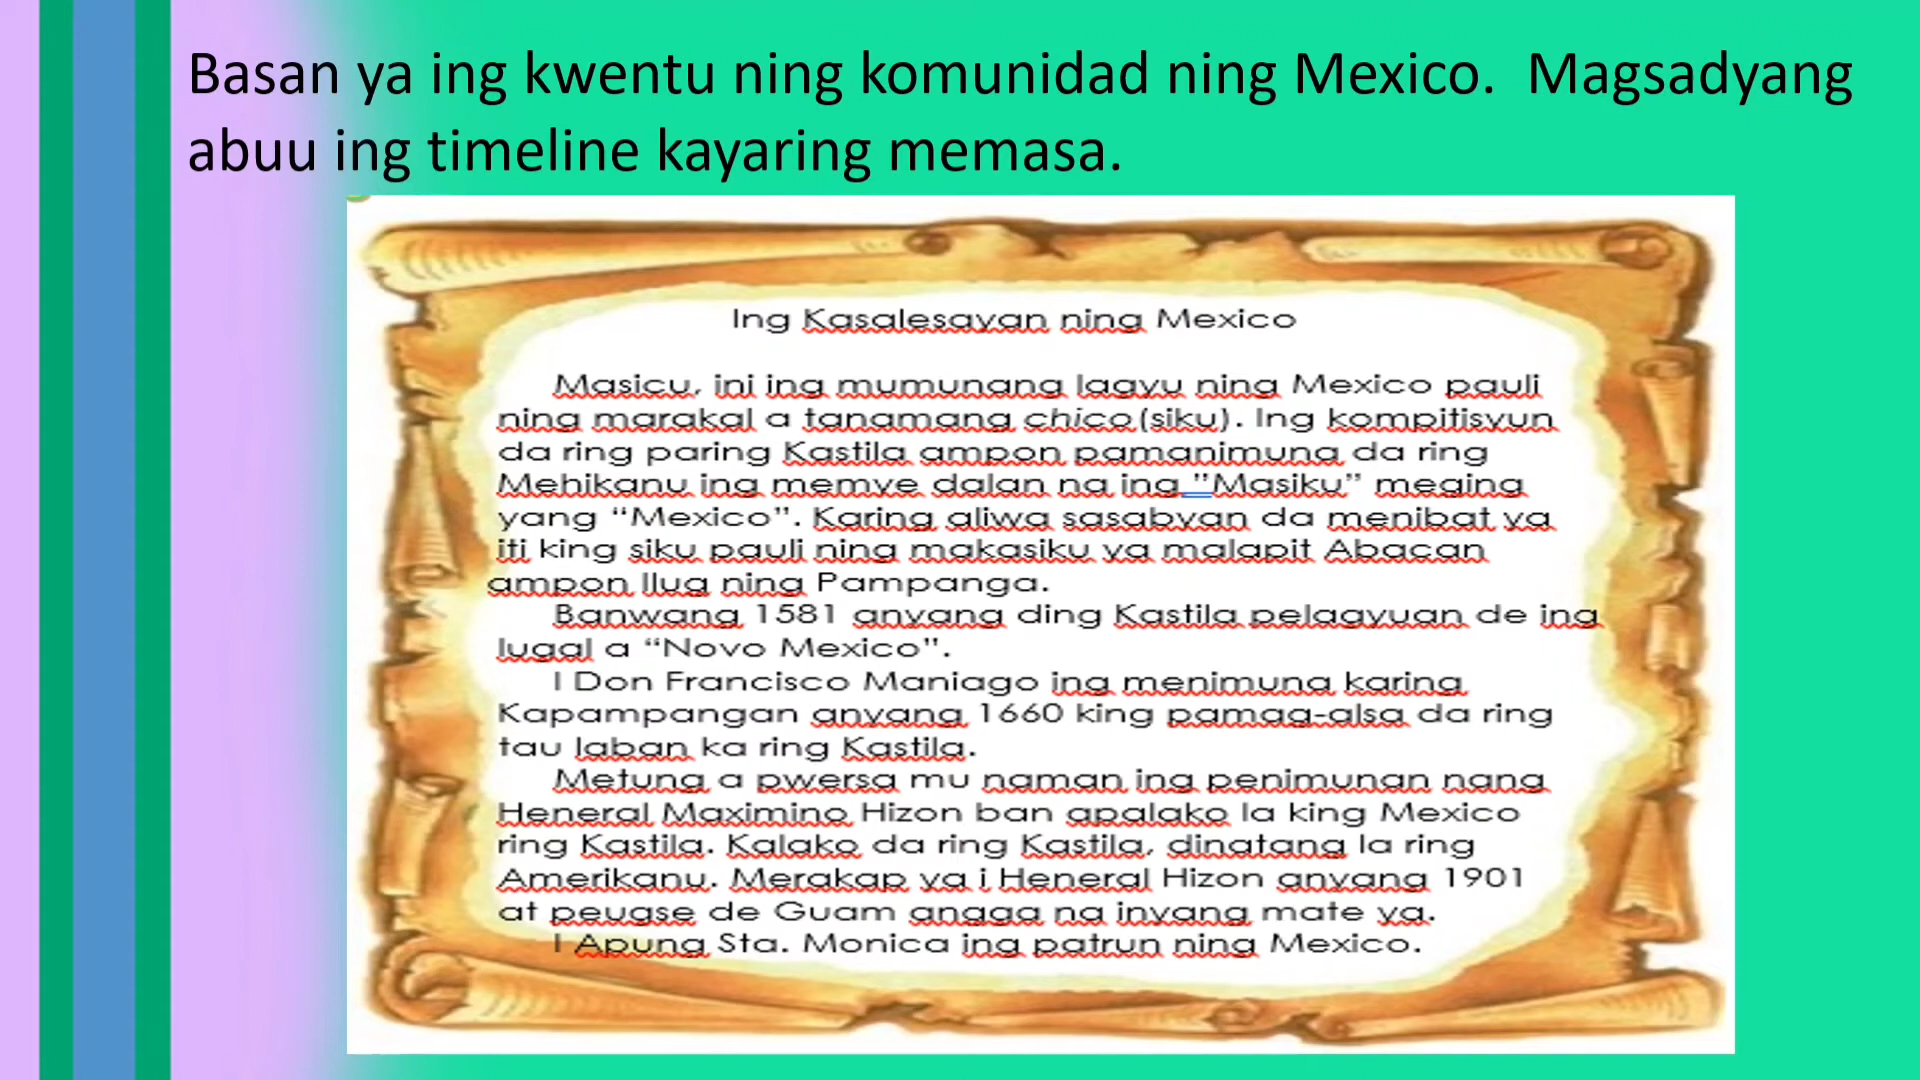 Basan ya ing kwentu ning komunidad ning Mexico.  Magsadyang
abuu ing timeline kayaring memasa.
Ing Kasalesayan ning Mexico
Masicu, ini ing mumunang lagyu ning Mexico pauli
ning marakal a tanamang chico (siku). Ing kompitisyun
da ring paring Kastila ampon pamanimuna da ring
Mehikanu ing memye dalan na ing "Masiku” meging
yang “Mexico”. Karing aliwa sasabyan da menibat ya
iti king siku pauli ning makasiku ya malapit Abacan
ampon Ilug ning Pampanga.
Banwang 1581 anyang ding Kastila pelagyuan de ing
lugal a “Novo Mexico”.
I Don Francisco Maniago ing menimuna karing
Kapampangan anyang 1660 king pamag-alsa da ring
tau laban ka ring Kastila.
Metung a pwersa mu naman ing penimunan nang
Heneral Maximino Hizon ban apalako la king Mexico
ring Kastila. Kalako da ring Kastila, dinatang la ring
Amerikanu. Merakap ya i Heneral Hizon anyang 1901
at peugse de Guam angga na inyang mate ya.
I Apung Sta. Monica ing patrun ning Mexico.